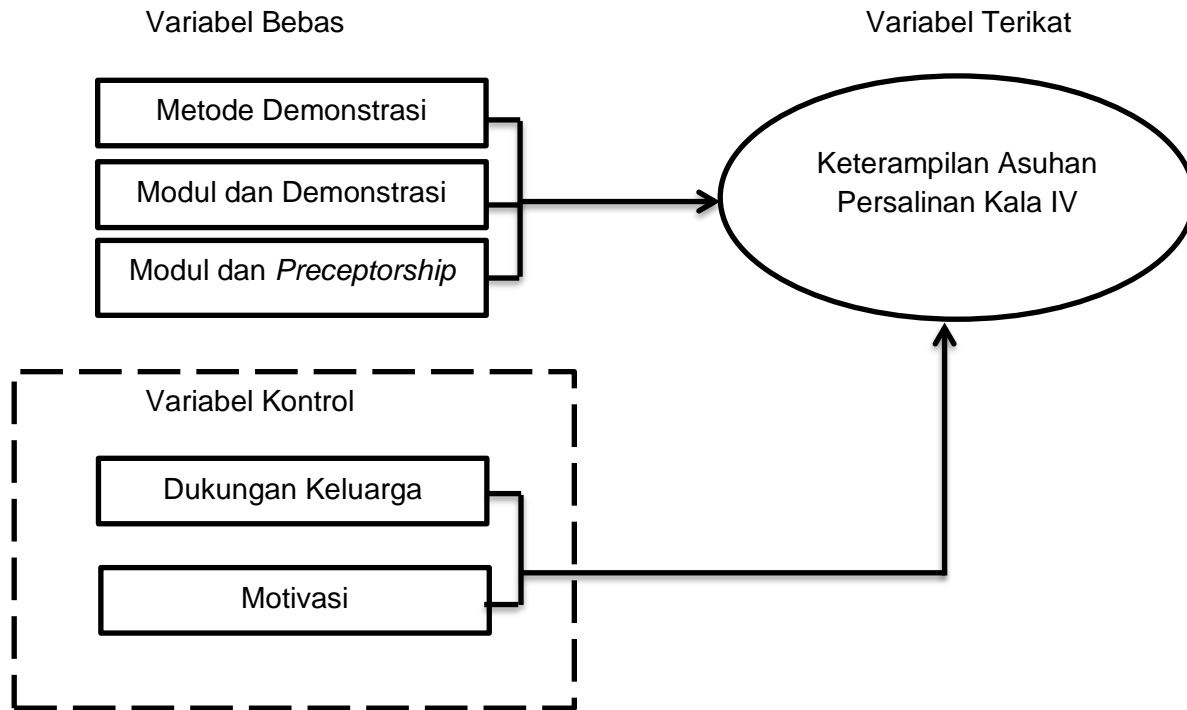 Variabel Bebas
Variabel Terikat
Metode Demonstrasi
Modul dan Demonstrasi
Modul dan Preceptorship
Keterampilan Asuhan
Persalinan Kala IV
Variabel Kontrol
Dukungan Keluarga
Motivasi